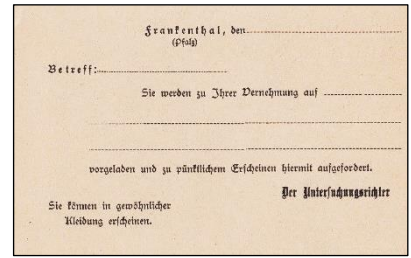 Frankenthal, den
(Pfalz)
Betreff:
Sie werden zu Ihrer Vernehmung auf
vorgeladen und zu pünktlichem Erscheinen hiermit aufgefordert.
Der Untersuchungsrichter
Sie können in gewöhnlicher
Kleidung erscheinen.